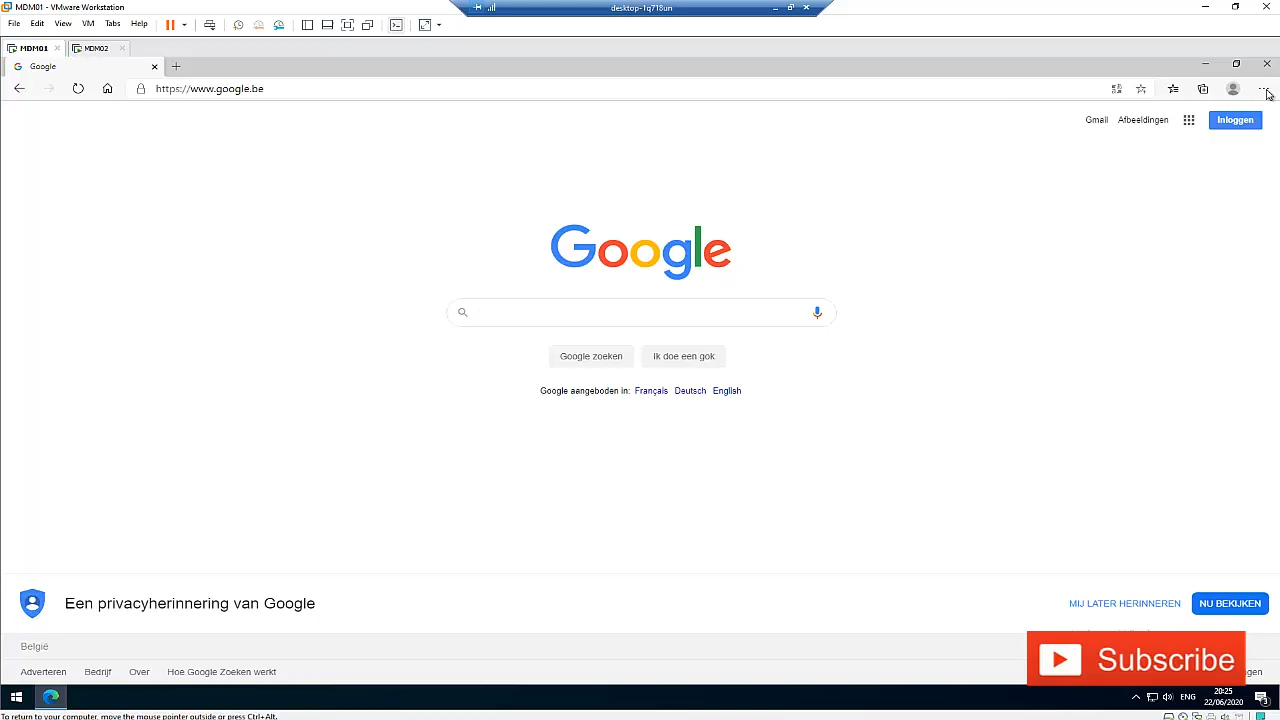 MDM01 - VMware Workstation
desktop-1q718un
File Edit View VM Tabs Help
MDM01 MDM02
Google
https://www.google.be
Gmail Afbeeldingen Inloggen
Google
Google zoeken Ik doe een gok
Google aangeboden in: Français Deutsch English
Een privacyherinnering van Google
MIJ LATER HERINNEREN NU BEKIJKEN
België
Subscribe
Adverteren Bedrijf Over Hoe Google Zoeken werkt
ENG
20:25
22/06/2020
3
To return to your computer, move the mouse pointer outside or press Ctrl+Alt.